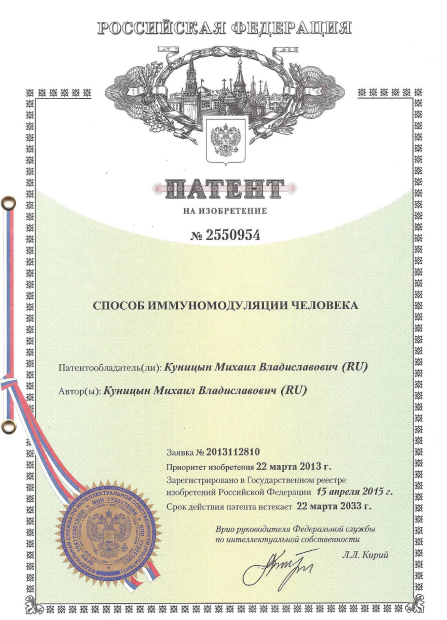 РОССИЙСКАЯ ФЕДЕРАЦИЯ
ПАТЕНТ
НА ИЗОБРЕТЕНИЕ
№ 2550954
СПОСОБ ИММУНОМОДУЛЯЦИИ ЧЕЛОВЕКА
Патентообладатель(ли): Куницын Михаил Владиславович (RU)
Автор(ы): Куницын Михаил Владиславович (RU)
Заявка № 2013112810
Приоритет изобретения 22 марта 2013 г.
Зарегистрировано в Государственном реестре
изобретений Российской Федерации 15 апреля 2015 г.
Срок действия патента истекает 22 марта 2033 г.
Врио руководителя Федеральной службы
по интеллектуальной собственности
Л.Л. Кирий